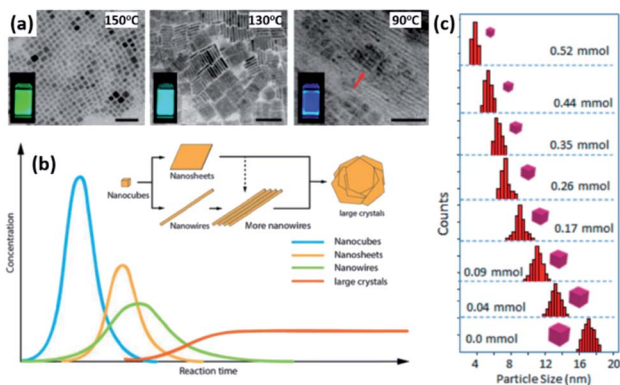 (a)
150°C
130°C
90°C
(b)
Concentration
Nanocubes
Nanosheets
Nanowires
More nanowires
large crystals
Nanocubes
Nanosheets
Nanowires
large crystals
Reaction time
(c)
Counts
0.52 mmol
0.44 mmol
0.35 mmol
0.26 mmol
0.17 mmol
0.09 mmol
0.04 mmol
0.0 mmol
4 8 12 16 20
Particle Size (nm)